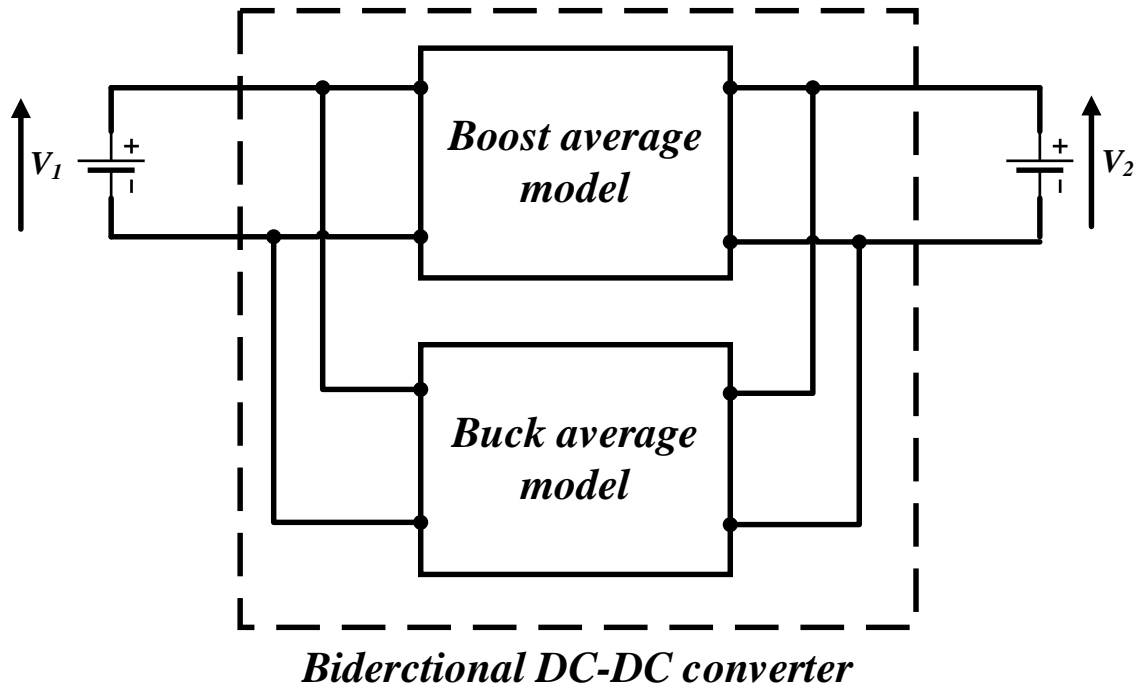 Boost average
model
V1
+
−
+
−
V2
Buck average
model
Biderctional DC-DC converter